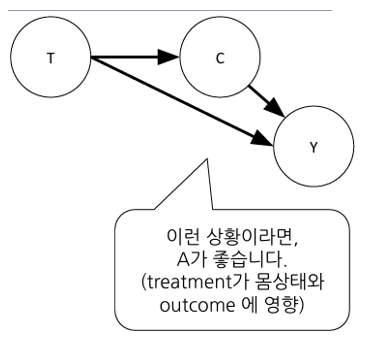 T
C
Y
이런 상황이라면,
A가 좋습니다.
(treatment가 몸상태와
outcome 에 영향)